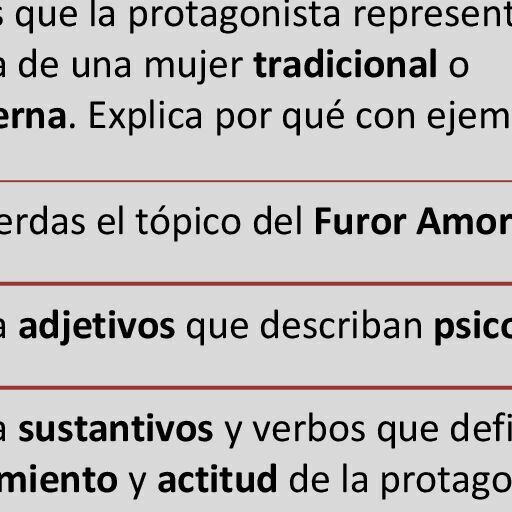 que la protagonista represent
a de una mujer tradicional o
erna. Explica por qué con ejem
erdas el tópico del Furor Amor
a adjetivos que describan psico
a sustantivos y verbos que defi
miento y actitud de la protago